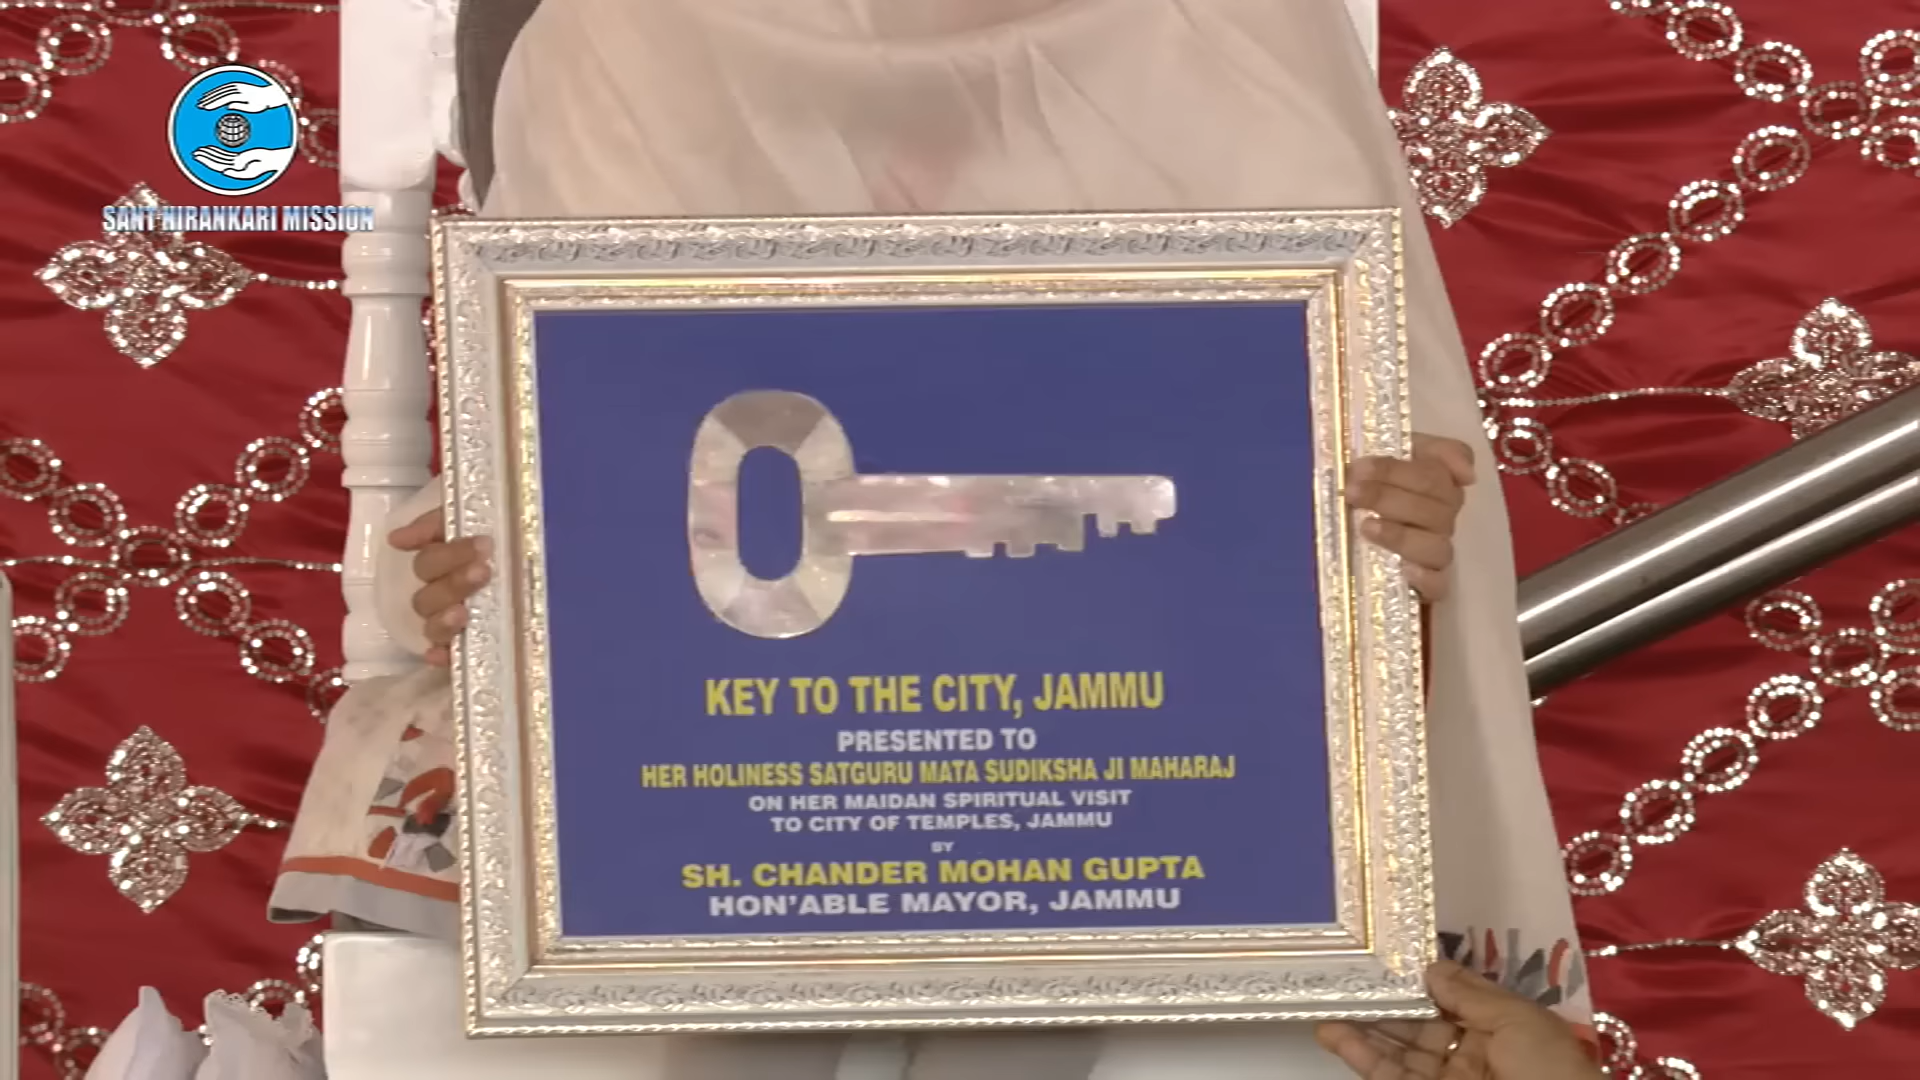 SANT NIRANKARI MISSION
KEY TO THE CITY, JAMMU
PRESENTED TO
HER HOLINESS SATGURU MATA SUDIKSHA JI MAHARAJ
ON HER MAIDAN SPIRITUAL VISIT
TO CITY OF TEMPLES, JAMMU
BY
SH. CHANDER MOHAN GUPTA
HON'ABLE MAYOR, JAMMU